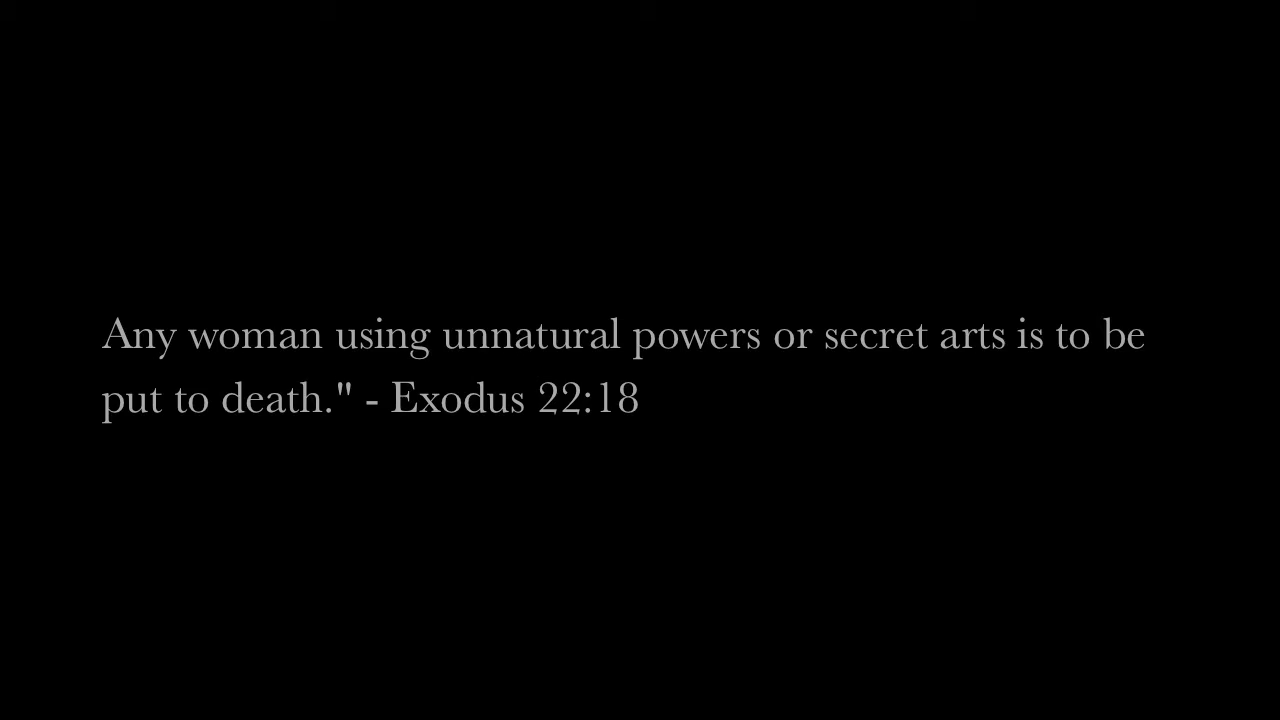 Any woman using unnatural powers or secret arts is to be
put to death." - Exodus 22:18